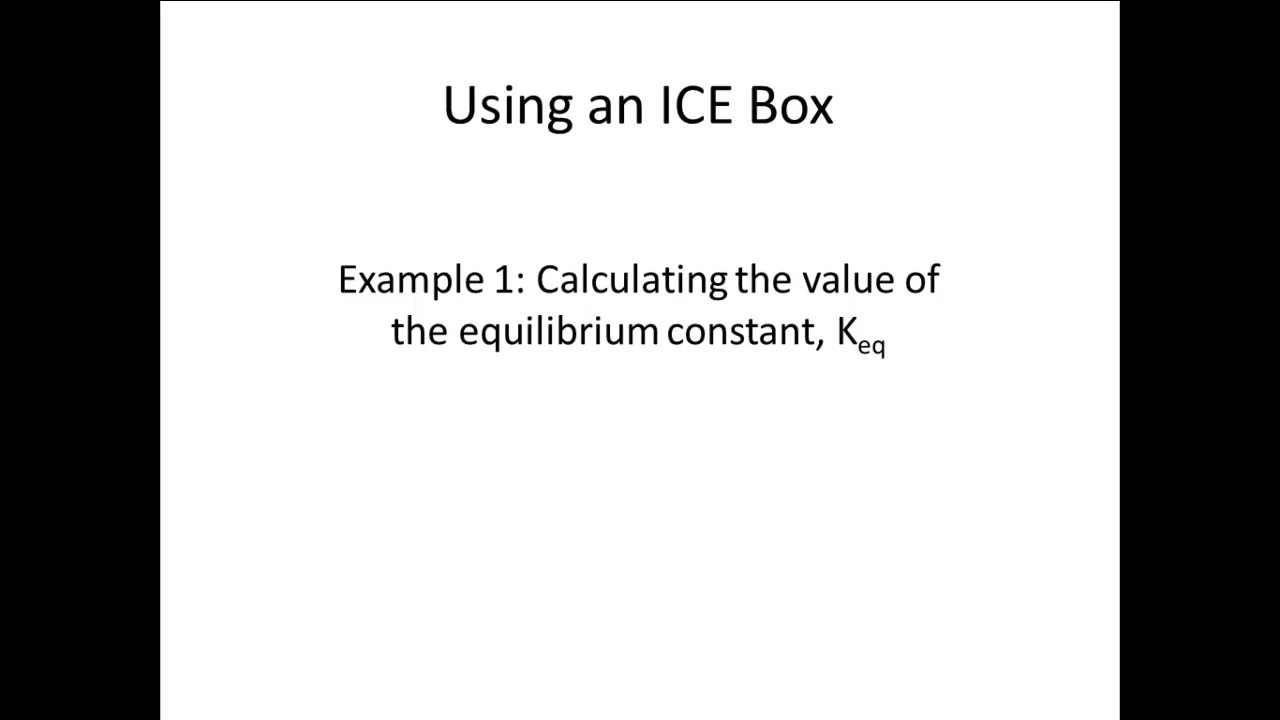 Using an ICE Box
Example 1: Calculating the value of
the equilibrium constant, Keq